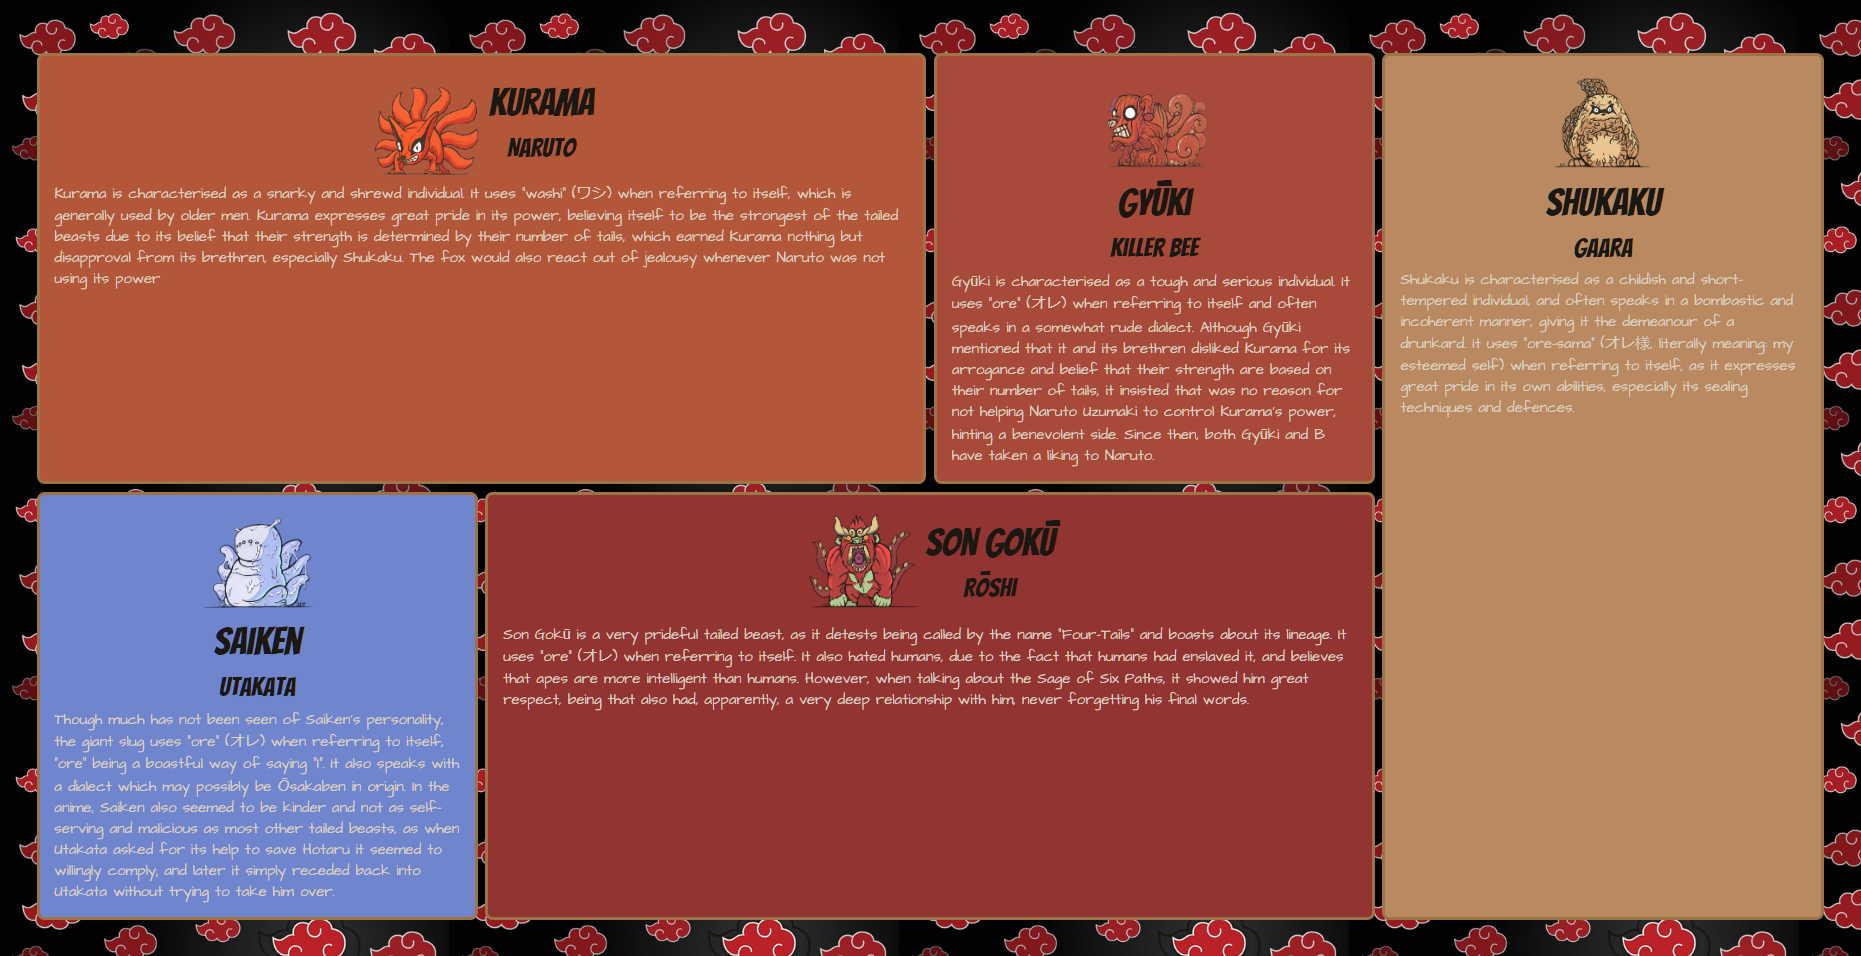 KURAMA
NARUTO
Kurama is characterised as a snarky and shrewd individual. It uses "washi" (ワシ) when referring to itself, which is
generally used by older men. Kurama expresses great pride in its power, believing itself to be the strongest of the tailed
beasts due to its belief that their strength is determined by their number of tails, which earned Kurama nothing but
disapproval from its brethren, especially Shukaku. The fox would also react out of jealousy whenever Naruto was not
using its power
GYŪKI
KILLER BEE
Gyūki is characterised as a tough and serious individual. It
uses "ore" (オレ) when referring to itself and often
speaks in a somewhat rude dialect. Although Gyūki
mentioned that it and its brethren disliked Kurama for its
arrogance and belief that their strength are based on
their number of tails, it insisted that was no reason for
not helping Naruto Uzumaki to control Kurama's power,
hinting a benevolent side. Since then, both Gyūki and B
have taken a liking to Naruto.
SHUKAKU
GAARA
Shukaku is characterised as a childish and short-
tempered individual, and often speaks in a bombastic and
incoherent manner, giving it the demeanour of a
drunkard. It uses "ore-sama" (オレ様, literally meaning: my
esteemed self) when referring to itself, as it expresses
great pride in its own abilities, especially its sealing
techniques and defences.
SAIKEN
UTAKATA
Though much has not been seen of Saiken's personality,
the giant slug uses "ore" (オレ) when referring to itself,
"ore" being a boastful way of saying "I". It also speaks with
a dialect which may possibly be Ōsakaben in origin. In the
anime, Saiken also seemed to be kinder and not as self-
serving and malicious as most other tailed beasts, as when
Utakata asked for its help to save Hotaru it seemed to
willingly comply; and later it simply receded back into
Utakata without trying to take him over.
SON GOKŪ
RŌSHI
Son Gokū is a very prideful tailed beast, as it detests being called by the name "Four-Tails" and boasts about its lineage. It
uses "ore" (オレ) when referring to itself. It also hated humans, due to the fact that humans had enslaved it, and believes
that apes are more intelligent than humans. However, when talking about the Sage of Six Paths, it showed him great
respect, being that also had, apparently, a very deep relationship with him, never forgetting his final words.